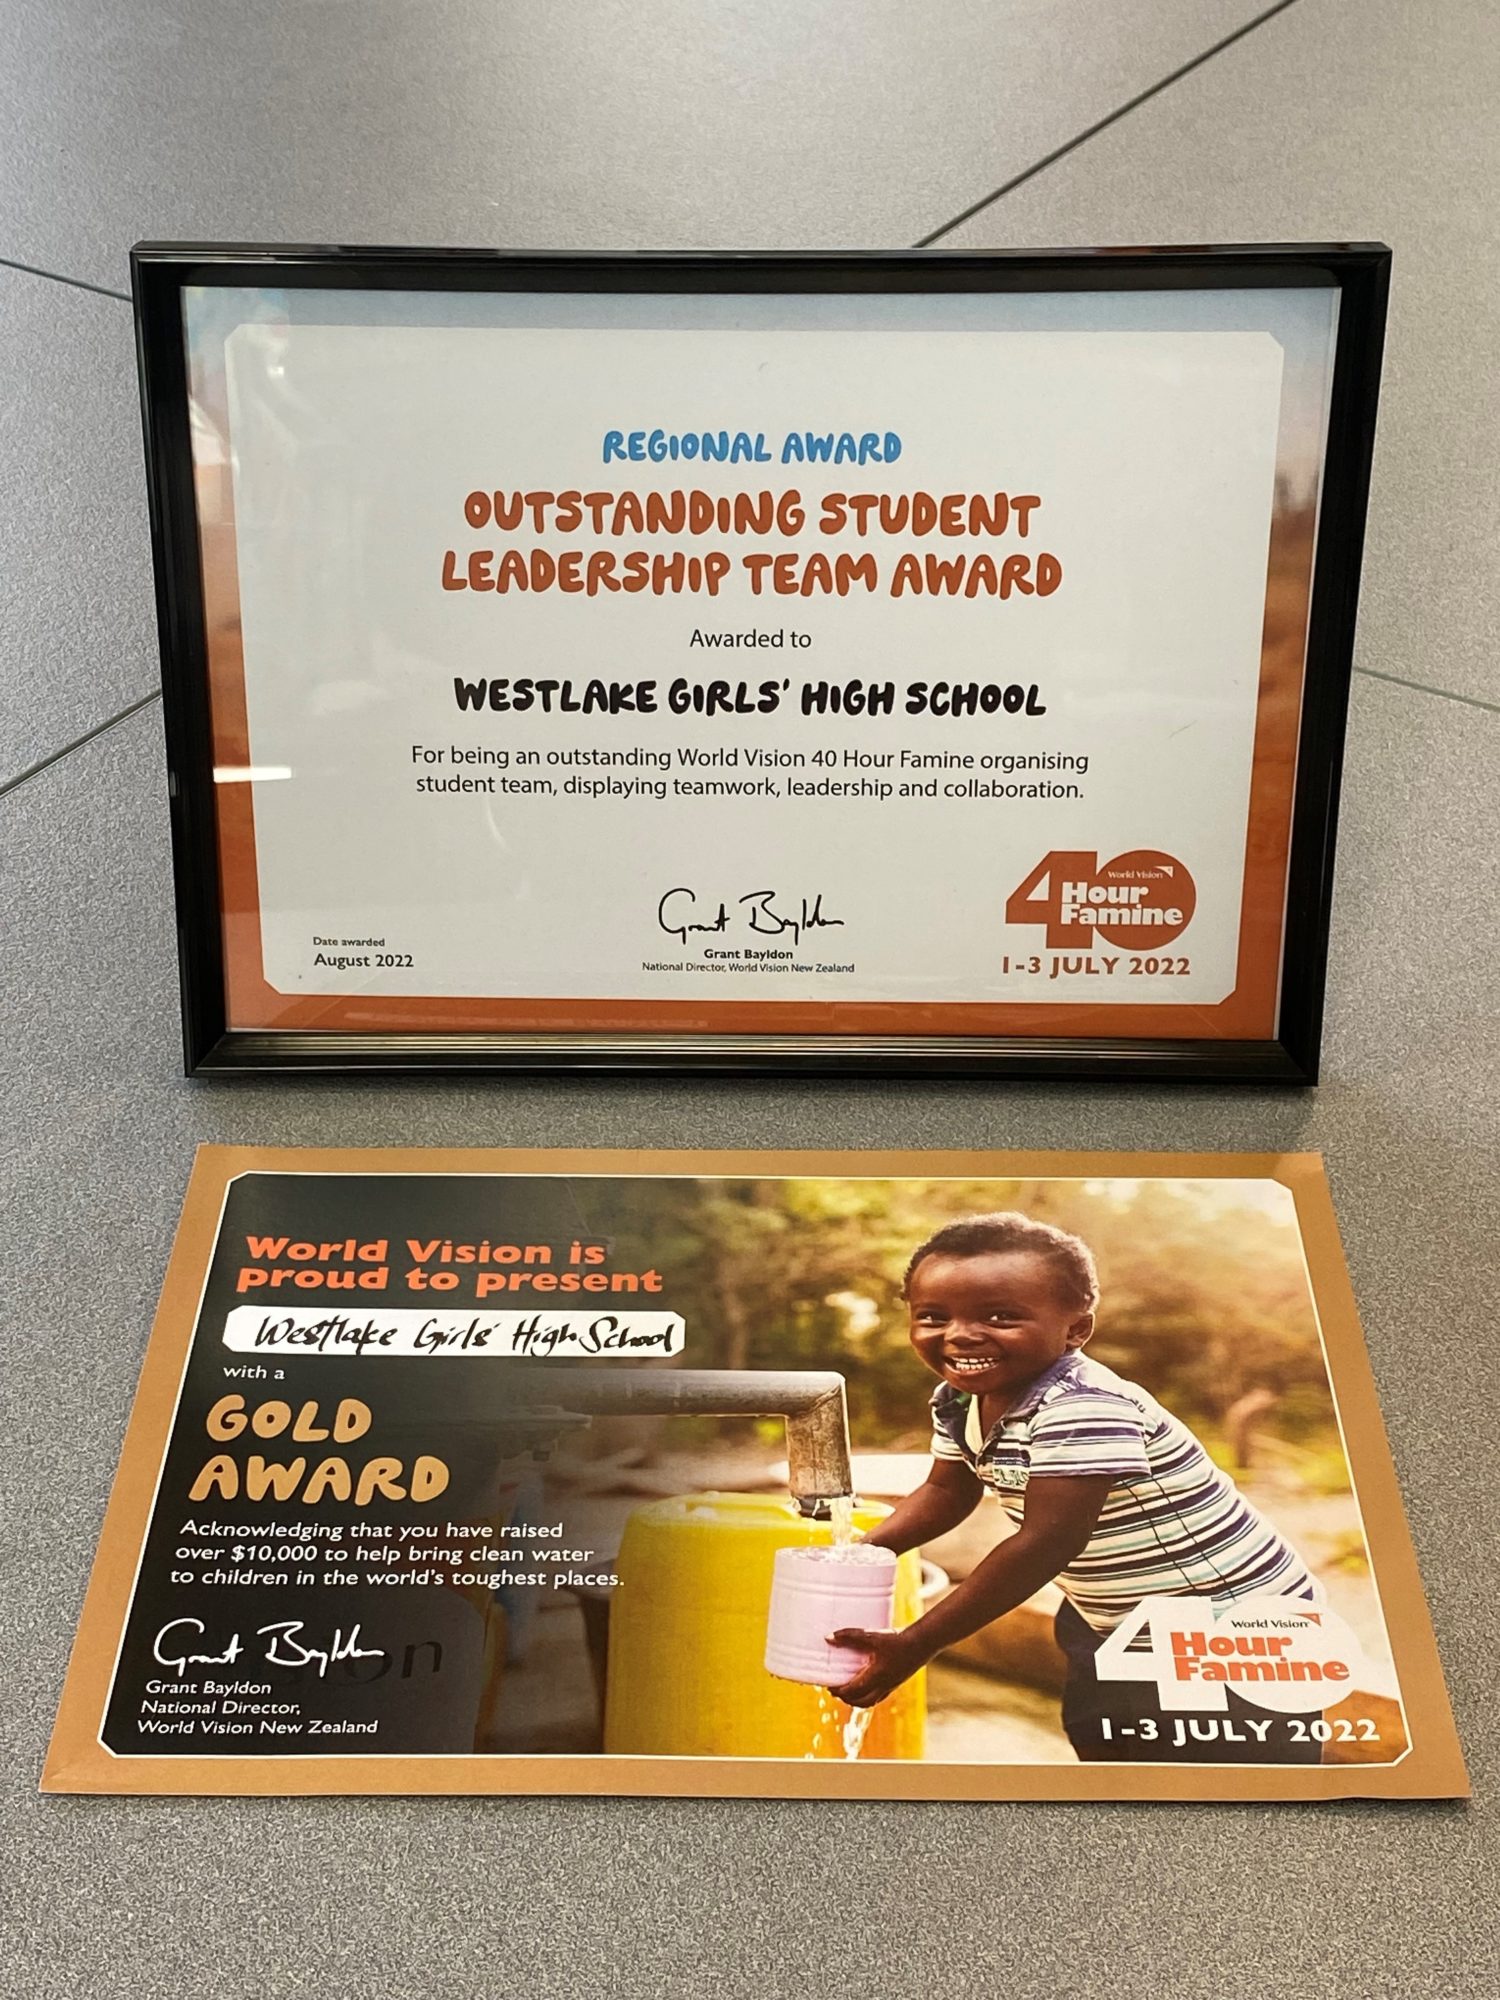 REGIONAL AWARD
OUTSTANDING STUDENT
LEADERSHIP TEAM AWARD
Awarded to
WESTLAKE GIRLS' HIGH SCHOOL
For being an outstanding World Vision 40 Hour Famine organising
student team, displaying teamwork, leadership and collaboration.
Grant Bayldon
Grant Bayldon
National Director, World Vision New Zealand
Date awarded
August 2022
World Vision
40 Hour
Famine
1-3 JULY 2022
World Vision is
proud to present
Westlake Girls' High School
with a
GOLD
AWARD
Acknowledging that you have raised
over $10,000 to help bring clean water
to children in the world's toughest places.
Grant Bayldon
Grant Bayldon
National Director,
World Vision New Zealand
World Vision
40 Hour
Famine
1-3 JULY 2022